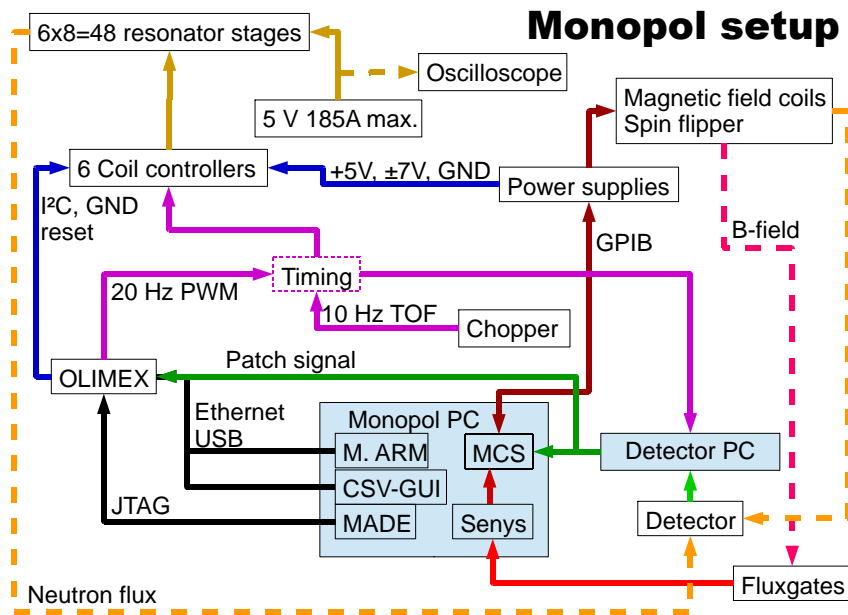 Monopol setup
6x8=48 resonator stages
Oscilloscope
5 V 185A max.
Magnetic field coils
Spin flipper
6 Coil controllers
+5V, ±7V, GND
Power supplies
I²C, GND
reset
B-field
GPIB
Timing
20 Hz PWM
10 Hz TOF
Chopper
Patch signal
OLIMEX
Ethernet
USB
Monopol PC
M. ARM
MCS
Detector PC
CSV-GUI
JTAG
MADE
Senys
Detector
Neutron flux
Fluxgates